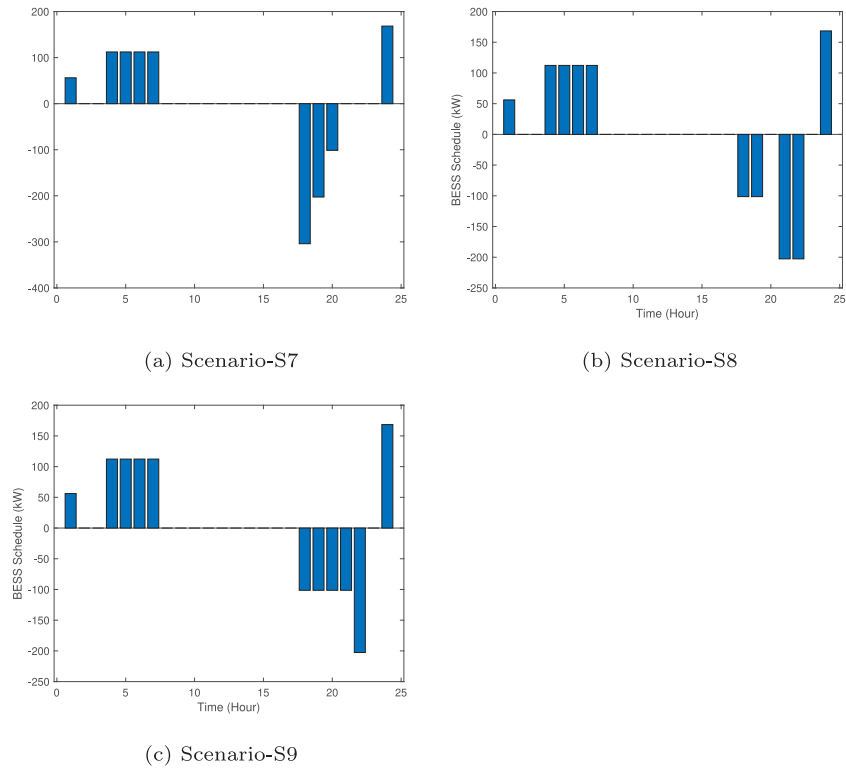 200
100
0
-100
-200
-300
-400
0 5 10 15 20 25
(a) Scenario-S7
BESS Schedule (kW)
200
150
100
50
0
-50
-100
-150
-200
-250
0 5 10 15 20 25
Time (Hour)
(b) Scenario-S8
BESS Schedule (kW)
200
150
100
50
0
-50
-100
-150
-200
-250
0 5 10 15 20 25
Time (Hour)
(c) Scenario-S9